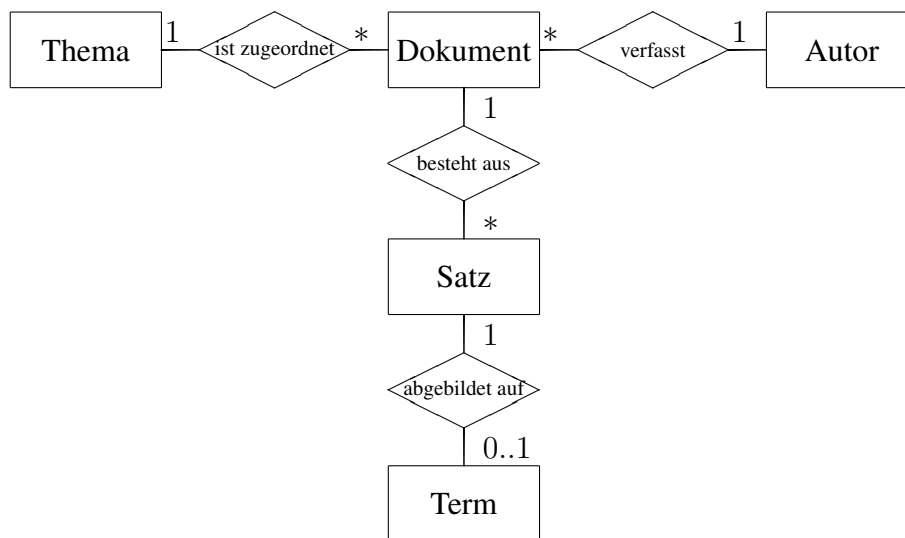 Thema 1 ist zugeordnet * Dokument * verfasst 1 Autor
1
besteht aus
*
Satz
1
abgebildet auf
0..1
Term